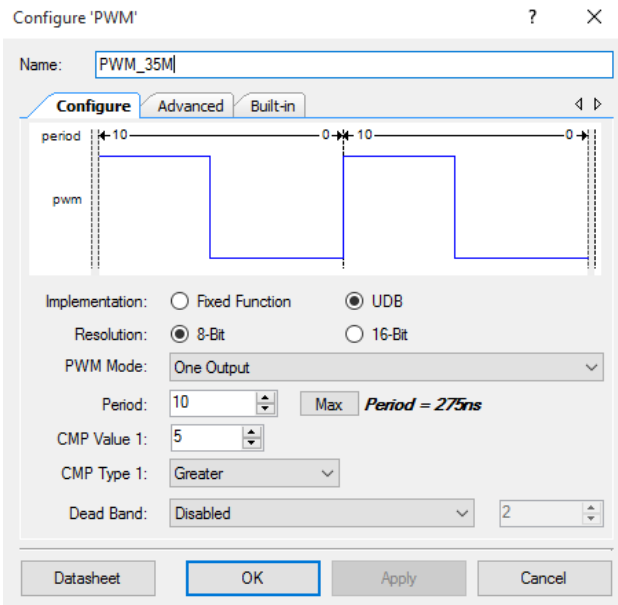 Configure 'PWM' ? X
Name: PWM_35M
Configure Advanced Built-in
period 10 0 10 0
pwm
Implementation: Fixed Function UDB
Resolution: 8-Bit 16-Bit
PWM Mode: One Output
Period: 10 Max Period = 275ns
CMP Value 1: 5
CMP Type 1: Greater
Dead Band: Disabled 2
Datasheet OK Apply Cancel